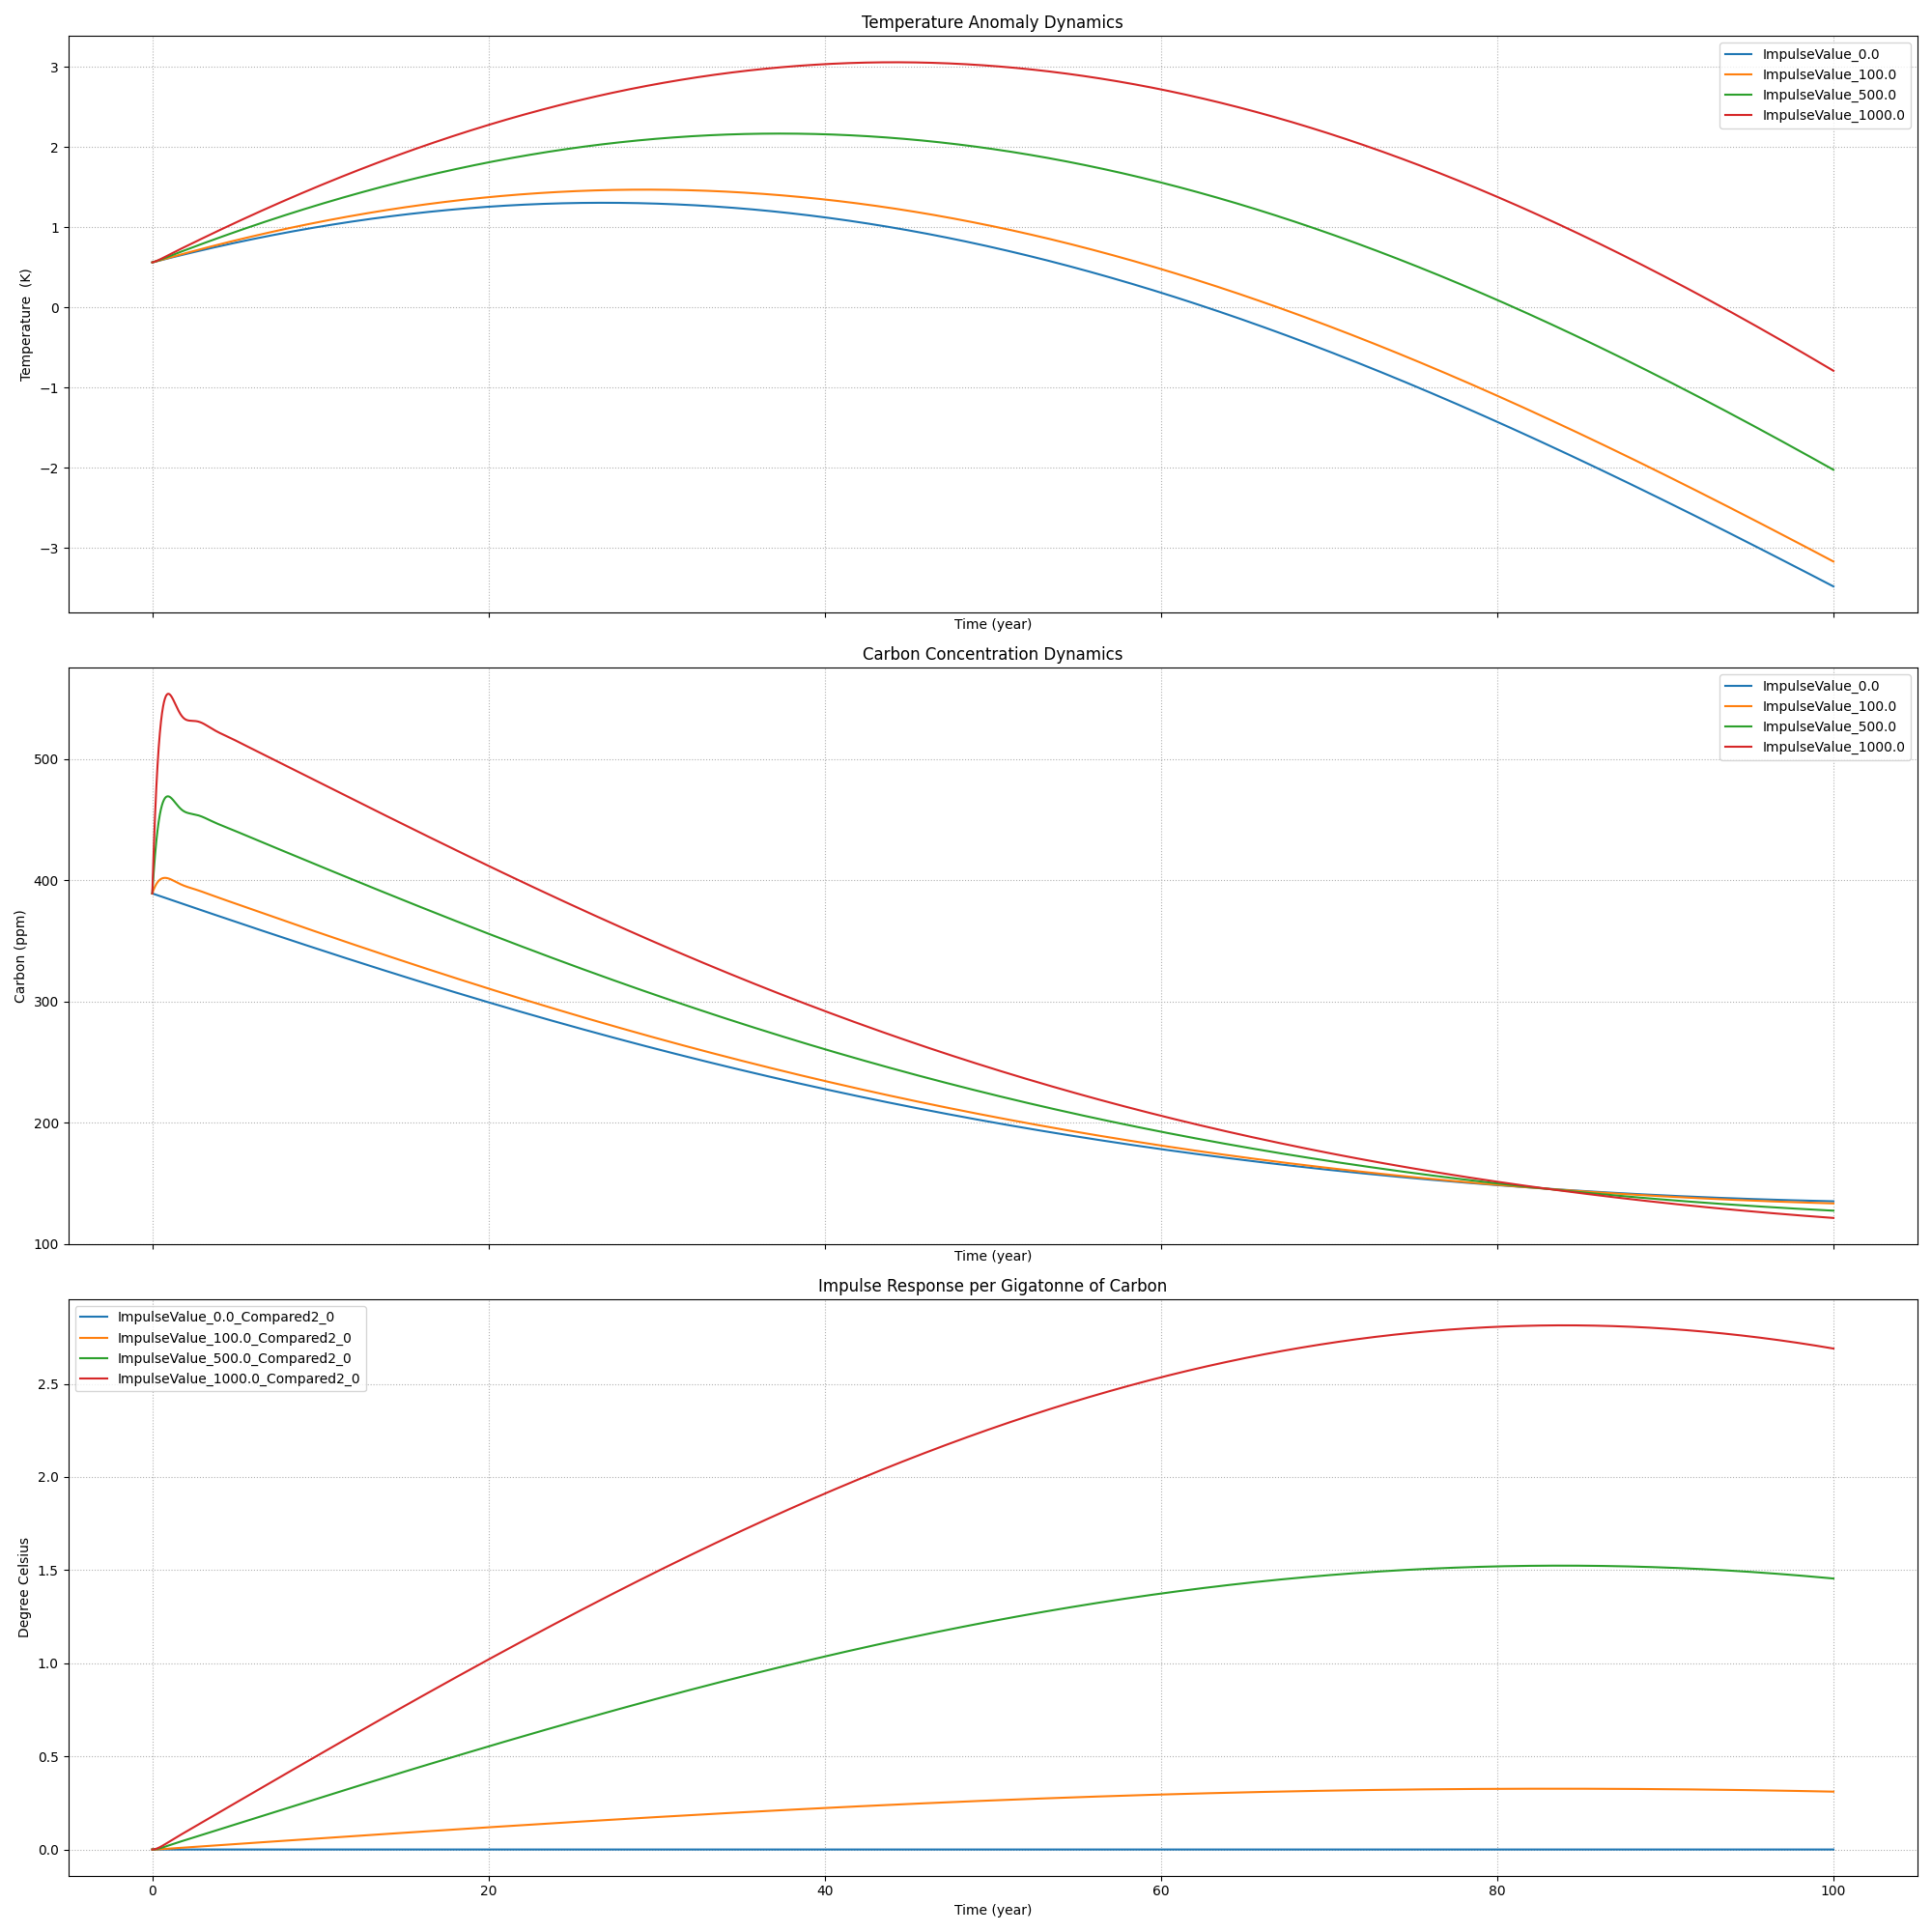 Temperature Anomaly Dynamics
ImpulseValue_0.0
ImpulseValue_100.0
ImpulseValue_500.0
ImpulseValue_1000.0
3
2
1
0
−1
−2
−3
Temperature  (K)
Time (year)
Carbon Concentration Dynamics
ImpulseValue_0.0
ImpulseValue_100.0
ImpulseValue_500.0
ImpulseValue_1000.0
500
400
300
200
100
Carbon (ppm)
Time (year)
Impulse Response per Gigatonne of Carbon
ImpulseValue_0.0_Compared2_0
ImpulseValue_100.0_Compared2_0
ImpulseValue_500.0_Compared2_0
ImpulseValue_1000.0_Compared2_0
2.5
2.0
1.5
1.0
0.5
0.0
Degree Celsius
0 20 40 60 80 100
Time (year)